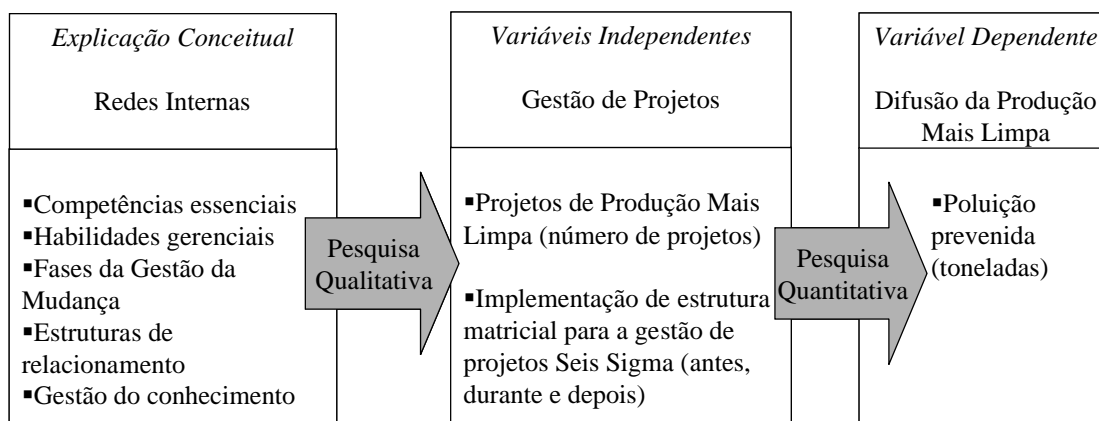 Explicação Conceitual
Redes Internas
▪Competências essenciais
▪Habilidades gerenciais
▪Fases da Gestão da
Mudança
▪Estruturas de
relacionamento
▪Gestão do conhecimento
Pesquisa
Qualitativa
Variáveis Independentes
Gestão de Projetos
▪Projetos de Produção Mais
Limpa (número de projetos)
▪Implementação de estrutura
matricial para a gestão de
projetos Seis Sigma (antes,
durante e depois)
Pesquisa
Quantitativa
Variável Dependente
Difusão da Produção
Mais Limpa
▪Poluição
prevenida
(toneladas)